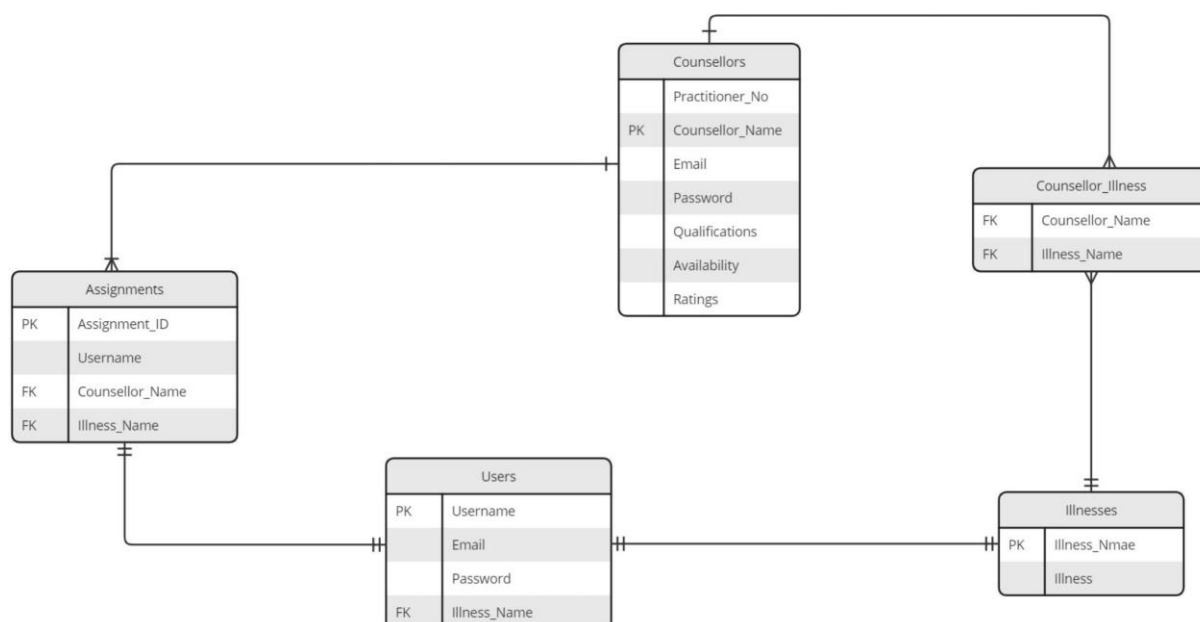 Counsellors
Practitioner_No
PK Counsellor_Name
Email
Password
Qualifications
Availability
Ratings
Counsellor_Illness
FK Counsellor_Name
FK Illness_Name
Assignments
PK Assignment_ID
Username
FK Counsellor_Name
FK Illness_Name
Users
PK Username
Email
Password
FK Illness_Name
Illnesses
PK Illness_Nmae
Illness